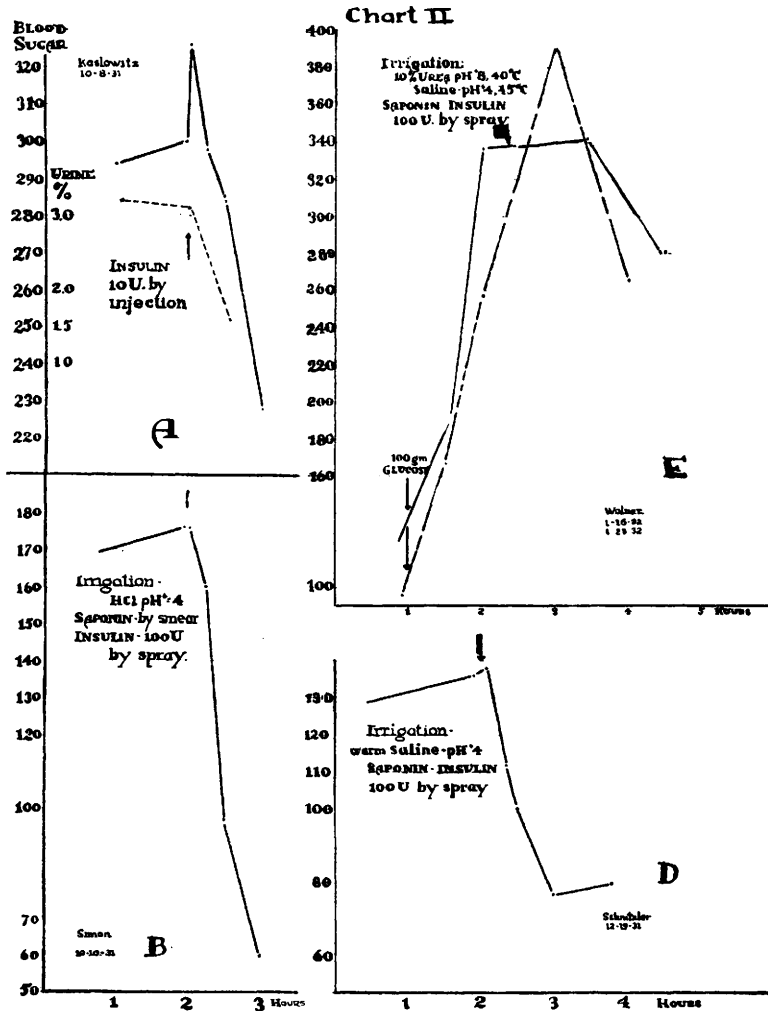 Chart II
BLOOD
SUGAR
320
310
300
290
280
270
260
250
240
230
220
URINE
%
3.0
2.0
1.5
1.0
Kaslowitz
10-8-31
INSULIN
10 U. by
injection
A
180
170
160
150
140
130
120
100
70
60
50
Irrigation-
HCl pH+4
SAPONIN-by smear
INSULIN-100U
by spray.
Simon
10-10-31
B
1 2 3 HOURS
400
380
360
340
320
300
280
260
240
220
200
180
160
100
Irrigation:
10% UREA pH+8, 40°C
Saline-pH+4, 45°C
SAPONIN INSULIN
100 U. by spray
100 gm
GLUCOSE
E
1 2 3 4 5 HOURS
130
120
110
100
80
60
Irrigation-
warm Saline-pH+4
SAPONIN-INSULIN
100 U by spray
D
12-19-31
1 2 3 4 HOURS